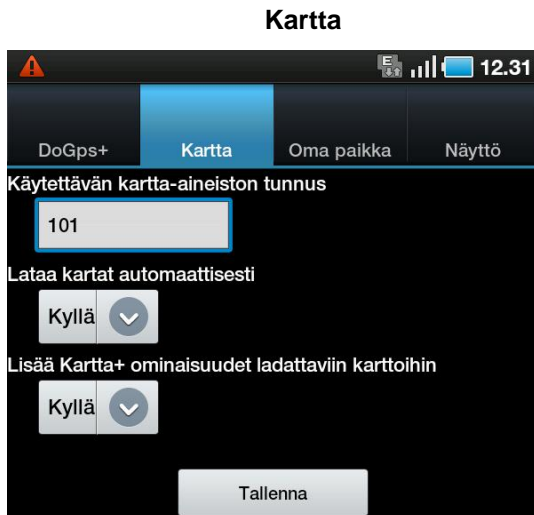 Kartta
E 12.31
DoGps+ Kartta Oma paikka Näyttö
Käytettävän kartta-aineiston tunnus
101
Lataa kartat automaattisesti
Kyllä
Lisää Kartta+ ominaisuudet ladattaviin karttoihin
Kyllä
Tallenna